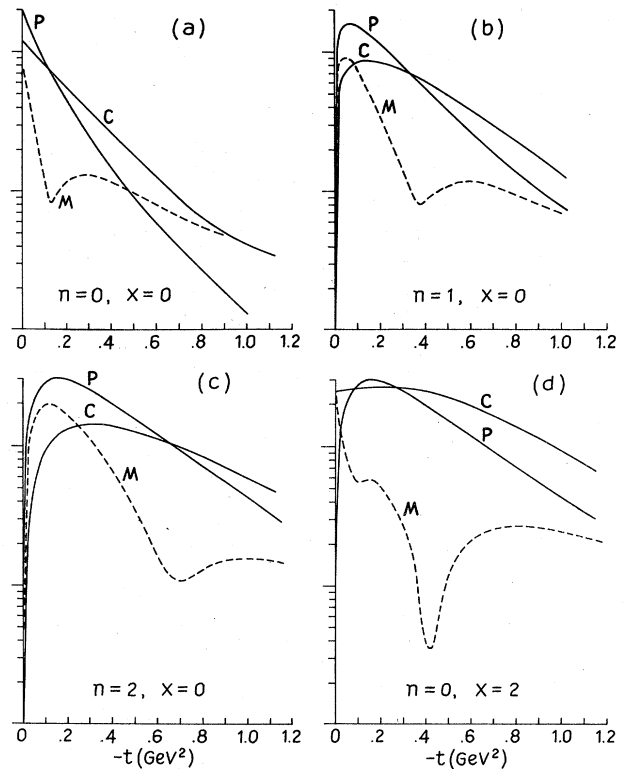 (a)
P
C
M
n=0, x=0
0 .2 .4 .6 .8 1.0 1.2
(b)
P
C
M
n=1, x=0
0 .2 .4 .6 .8 1.0 1.2
(c)
P
C
M
n=2, x=0
0 .2 .4 .6 .8 1.0 1.2
-t(GeV²)
(d)
C
P
M
n=0, x=2
0 .2 .4 .6 .8 1.0 1.2
-t(GeV²)